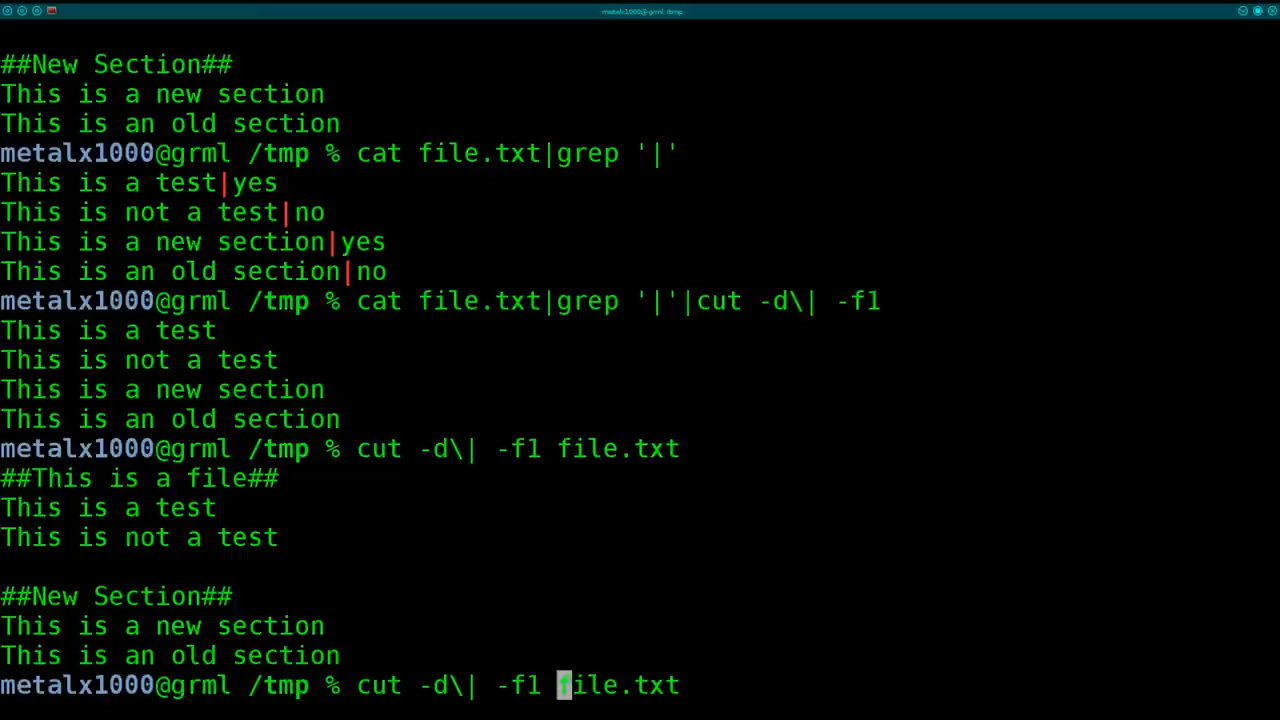 metalx1000@grml /tmp
##New Section##
This is a new section
This is an old section
metalx1000@grml /tmp % cat file.txt|grep '|'
This is a test|yes
This is not a test|no
This is a new section|yes
This is an old section|no
metalx1000@grml /tmp % cat file.txt|grep '|'|cut -d\| -f1
This is a test
This is not a test
This is a new section
This is an old section
metalx1000@grml /tmp % cut -d\| -f1 file.txt
##This is a file##
This is a test
This is not a test
##New Section##
This is a new section
This is an old section
metalx1000@grml /tmp % cut -d\| -f1 file.txt